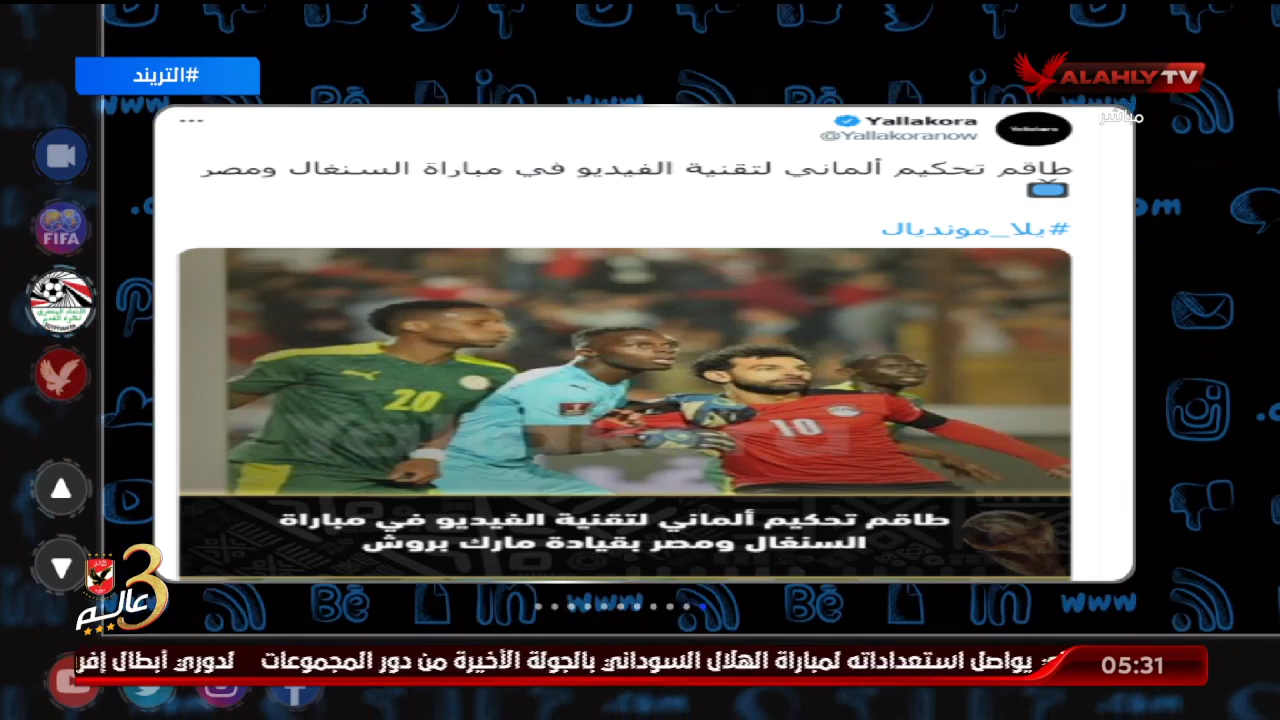 #التريند
ALAHLY TV
مباشر
Yallakora
@Yallakoranow
طاقم تحكيم ألماني لتقنية الفيديو في مباراة السنغال ومصر
#يلا_مونديال
FIFA
20
10
طاقم تحكيم ألماني لتقنية الفيديو في مباراة
السنغال ومصر بقيادة مارك بروش
3
عالم
يواصل استعداداته لمباراة الهلال السوداني بالجولة الأخيرة من دور المجموعات لدوري أبطال
05:31